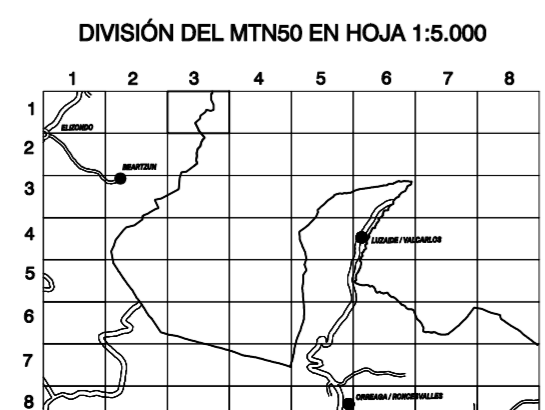 DIVISIÓN DEL MTN50 EN HOJA 1:5.000
1 2 3 4 5 6 7 8
1
ELIZONDO
2
BEARTZUN
3
4
LUZAIDE / VALCARLOS
5
6
7
8
ORREAGA / RONCESVALLES